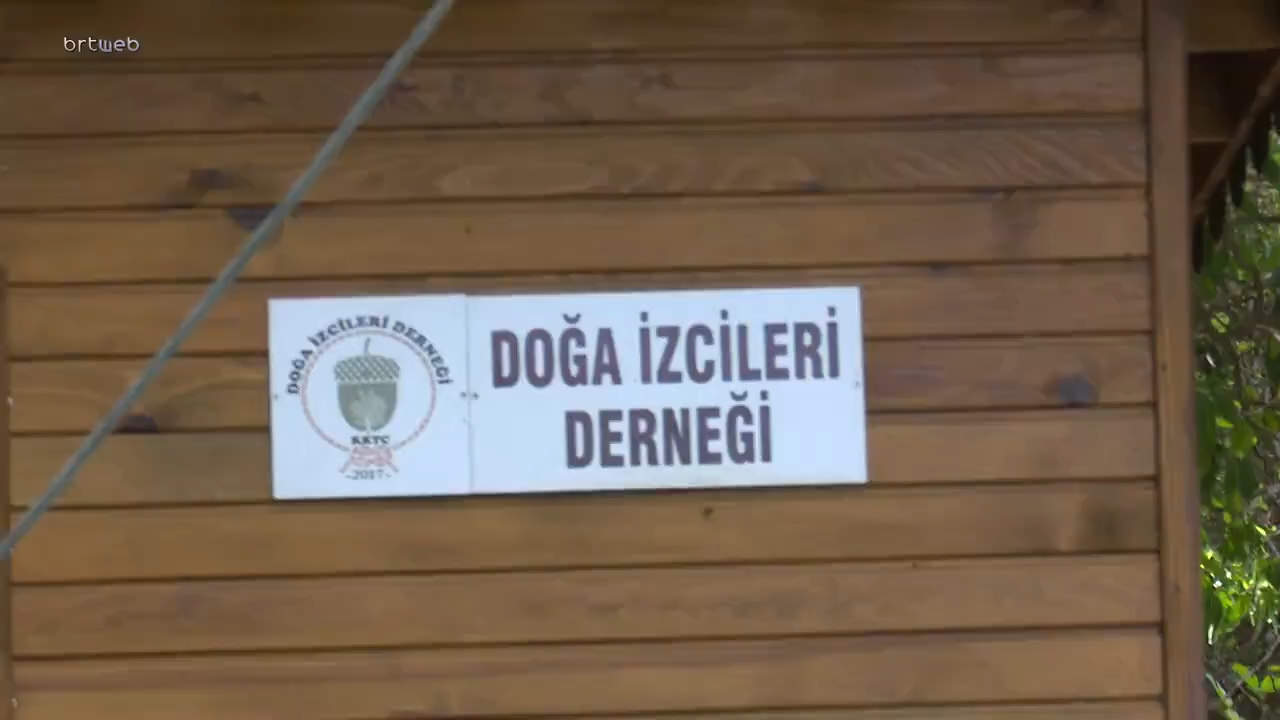 brtweb
DOĞA İZCİLERİ DERNEĞİ
KKTC
-2017-
DOĞA İZCİLERİ
DERNEĞİ